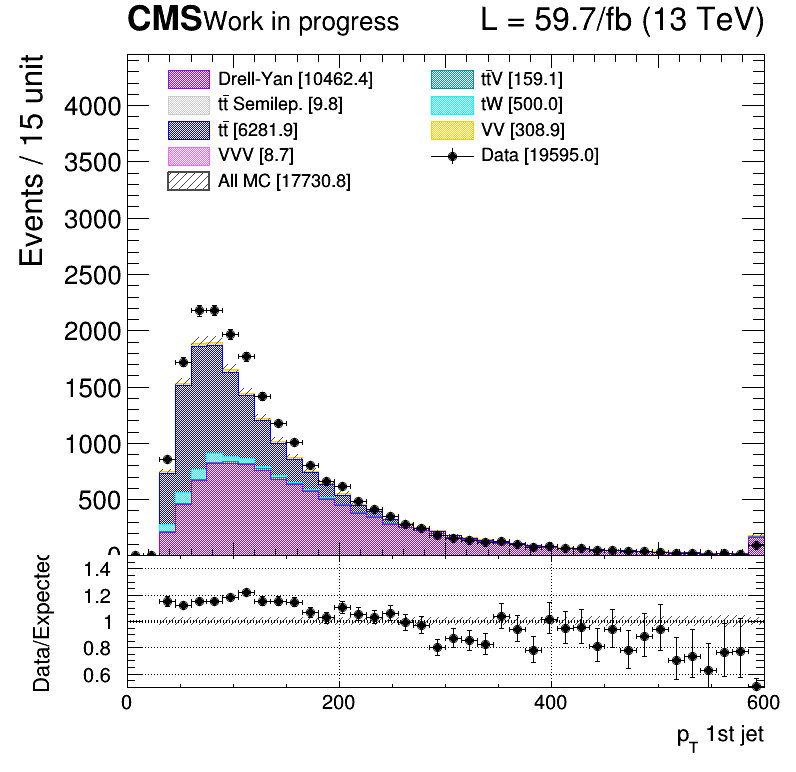 CMS Work in progress L = 59.7/fb (13 TeV)
Events / 15 unit
Drell-Yan [10462.4]
tt̄ Semilep. [9.8]
tt̄ [6281.9]
VVV [8.7]
All MC [17730.8]
tt̄V [159.1]
tW [500.0]
VV [308.9]
Data [19595.0]
4000
3500
3000
2500
2000
1500
1000
500
0
Data/Expected
1.4
1.2
1
0.8
0.6
0 200 400 600
p_T 1st jet